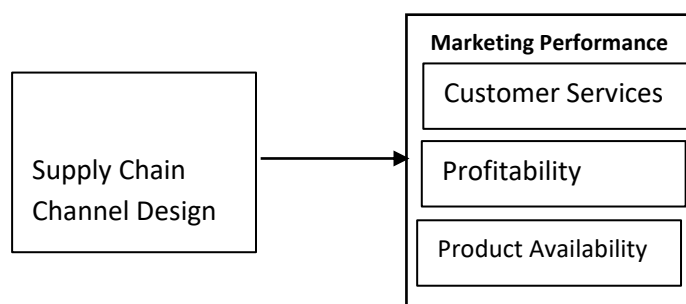 Supply Chain
Channel Design
Marketing Performance
Customer Services
Profitability
Product Availability